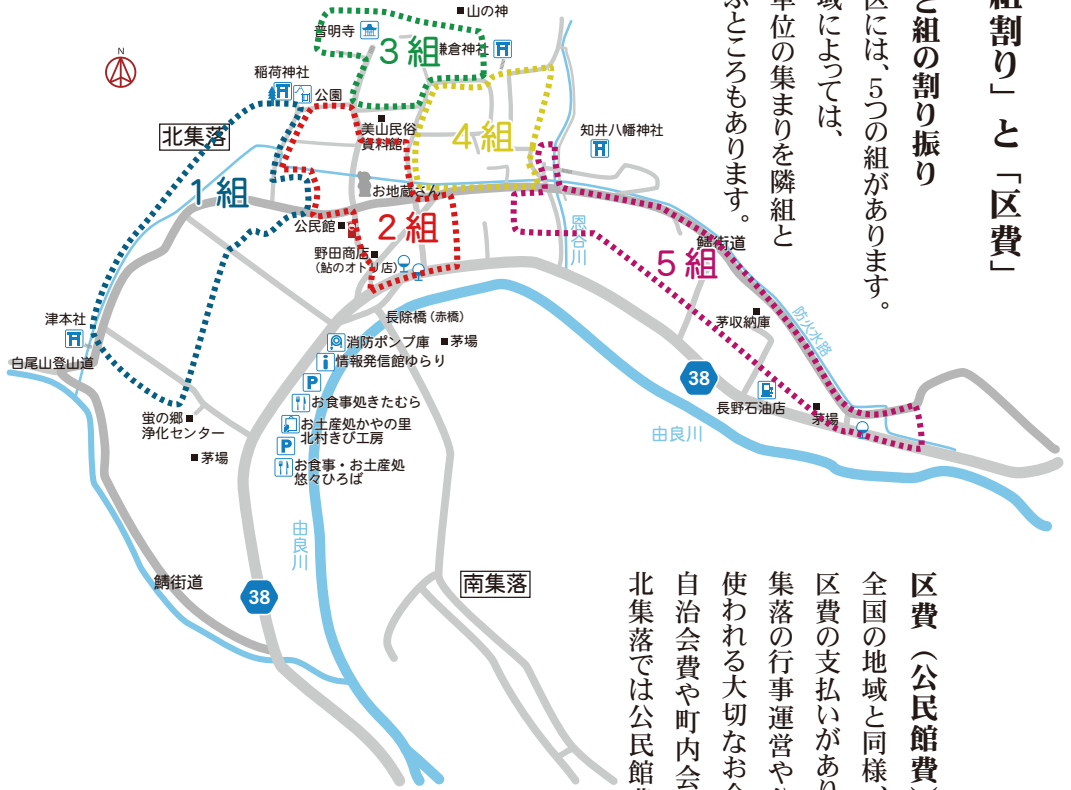 組割り」と「区費」
と組の割り振り
区には、5つの組があります。
域によっては、
単位の集まりを隣組と
ぶところもあります。
N
山の神
普明寺
鎌倉神社
3組
稲荷神社
公園
北集落
美山民俗
資料館
4組
知井八幡神社
1組
お地蔵さん
公民館
2組
野田商店
(鮎のオトリ店)
恩谷川
鯖街道
5組
防火水路
津本社
白尾山登山道
長除橋(赤橋)
消防ポンプ庫
茅場
情報発信館ゆらり
P
お食事処きたむら
お土産処かやの里
北村きび工房
P
お食事・お土産処
悠々ひろば
蛍の郷
浄化センター
茅場
茅収納庫
38
長野石油店
茅場
由良川
由良川
鯖街道
38
南集落
区費（公民館費）
全国の地域と同様、
区費の支払いがあり
集落の行事運営や
使われる大切なお金
自治会費や町内会
北集落では公民館